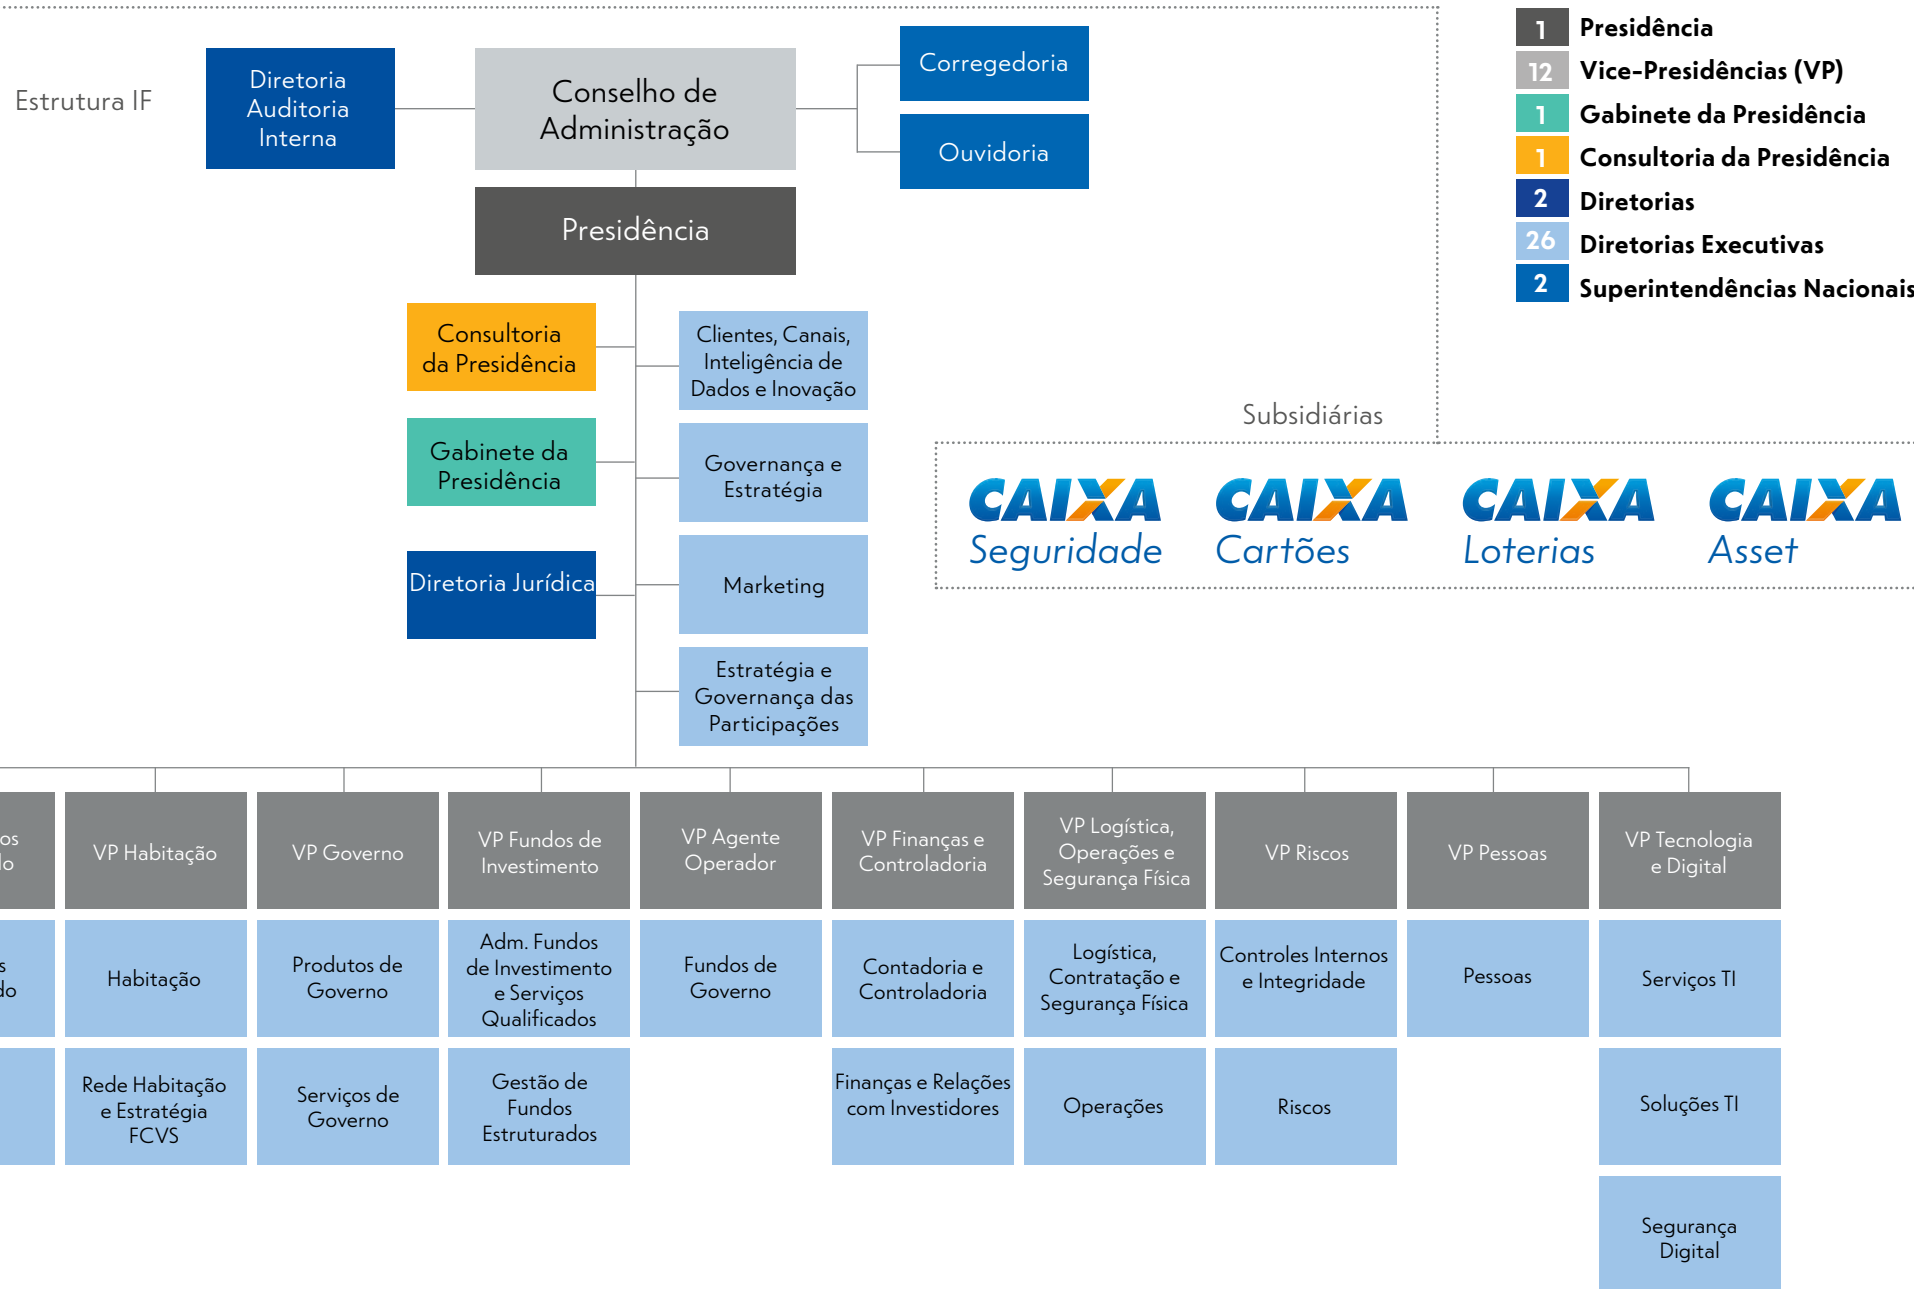 Estrutura IF
Diretoria
Auditoria
Interna
Conselho de
Administração
Corregedoria
Ouvidoria
Presidência
1 Presidência
12 Vice-Presidências (VP)
1 Gabinete da Presidência
1 Consultoria da Presidência
2 Diretorias
26 Diretorias Executivas
2 Superintendências Nacionais
Consultoria
da Presidência
Clientes, Canais,
Inteligência de
Dados e Inovação
Gabinete da
Presidência
Governança e
Estratégia
Diretoria Jurídica
Marketing
Estratégia e
Governança das
Participações
Subsidiárias
CAIXA
Seguridade
CAIXA
Cartões
CAIXA
Loterias
CAIXA
Asset
VP Habitação
VP Governo
VP Fundos de
Investimento
VP Agente
Operador
VP Finanças e
Controladoria
VP Logística,
Operações e
Segurança Física
VP Riscos
VP Pessoas
VP Tecnologia
e Digital
Habitação
Produtos de
Governo
Adm. Fundos
de Investimento
e Serviços
Qualificados
Fundos de
Governo
Contadoria e
Controladoria
Logística,
Contratação e
Segurança Física
Controles Internos
e Integridade
Pessoas
Serviços TI
Rede Habitação
e Estratégia
FCVS
Serviços de
Governo
Gestão de
Fundos
Estruturados
Finanças e Relações
com Investidores
Operações
Riscos
Soluções TI
Segurança
Digital